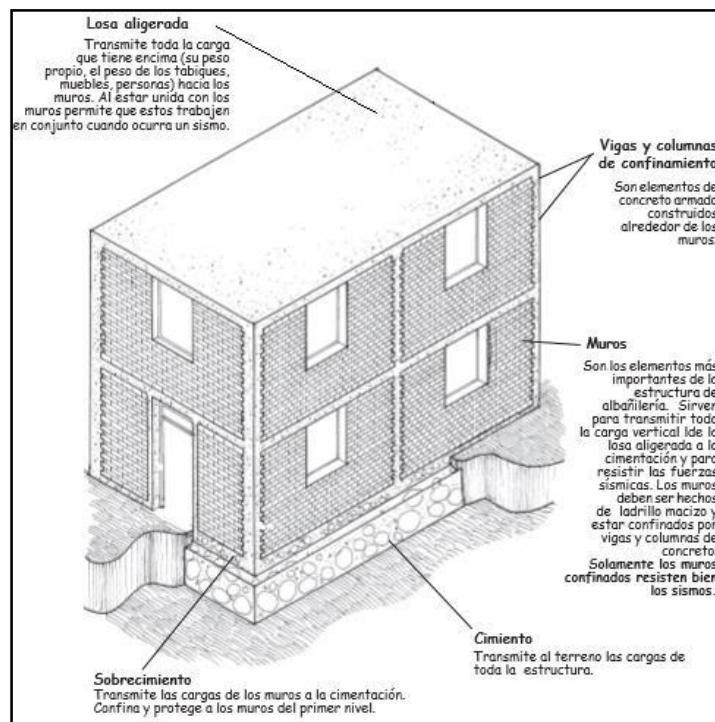 Losa aligerada
Transmite toda la carga
que tiene encima (su peso
propio, el peso de los tabiques,
muebles, personas) hacia los
muros. Al estar unida con los
muros permite que estos trabajen
en conjunto cuando ocurra un sismo.
Vigas y columnas
de confinamiento
Son elementos de
concreto armado
construidos
alrededor de los
muros.
Muros
Son los elementos más
importantes de la
estructura de
albañilería. Sirven
para transmitir toda
la carga vertical lde la
losa aligerada a la
cimentación y para
resistir las fuerzas
sísmicas. Los muros
deben ser hechos
de ladrillo macizo y
estar confinados por
vigas y columnas de
concreto.
Solamente los muros
confinados resisten bien
los sismos.
Cimiento
Transmite al terreno las cargas de
toda la estructura.
Sobrecimiento
Transmite las cargas de los muros a la cimentación.
Confina y protege a los muros del primer nivel.